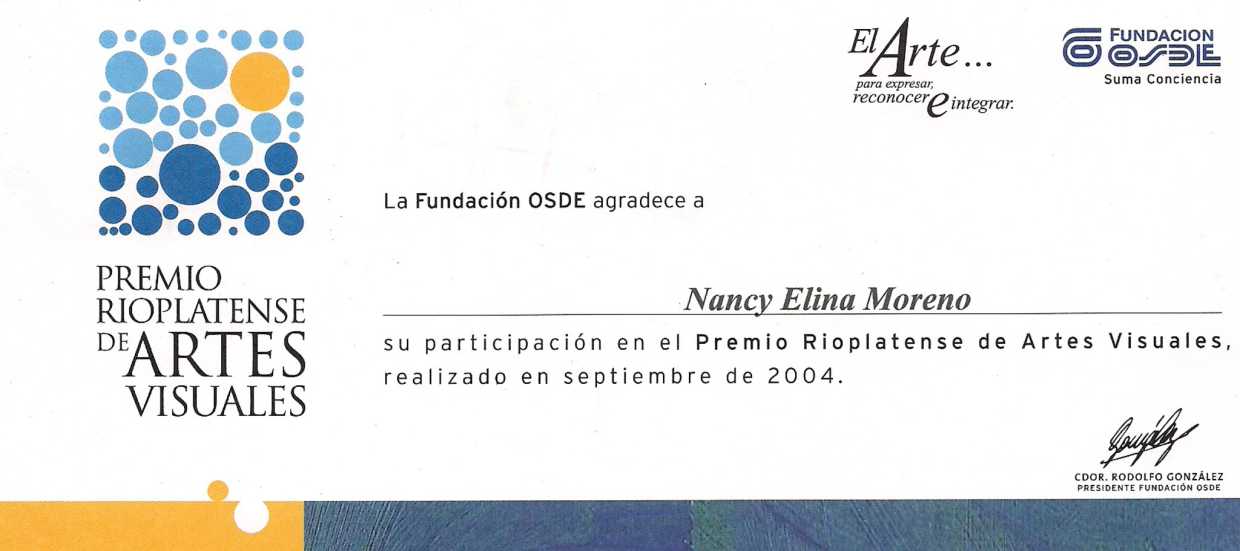 PREMIO
RIOPLATENSE
DE ARTES
VISUALES
El Arte...
para expresar,
reconocer e integrar.
FUNDACION
OSDE
Suma Conciencia
La Fundación OSDE agradece a
Nancy Elina Moreno
su participación en el Premio Rioplatense de Artes Visuales,
realizado en septiembre de 2004.
CDOR. RODOLFO GONZÁLEZ
PRESIDENTE FUNDACIÓN OSDE